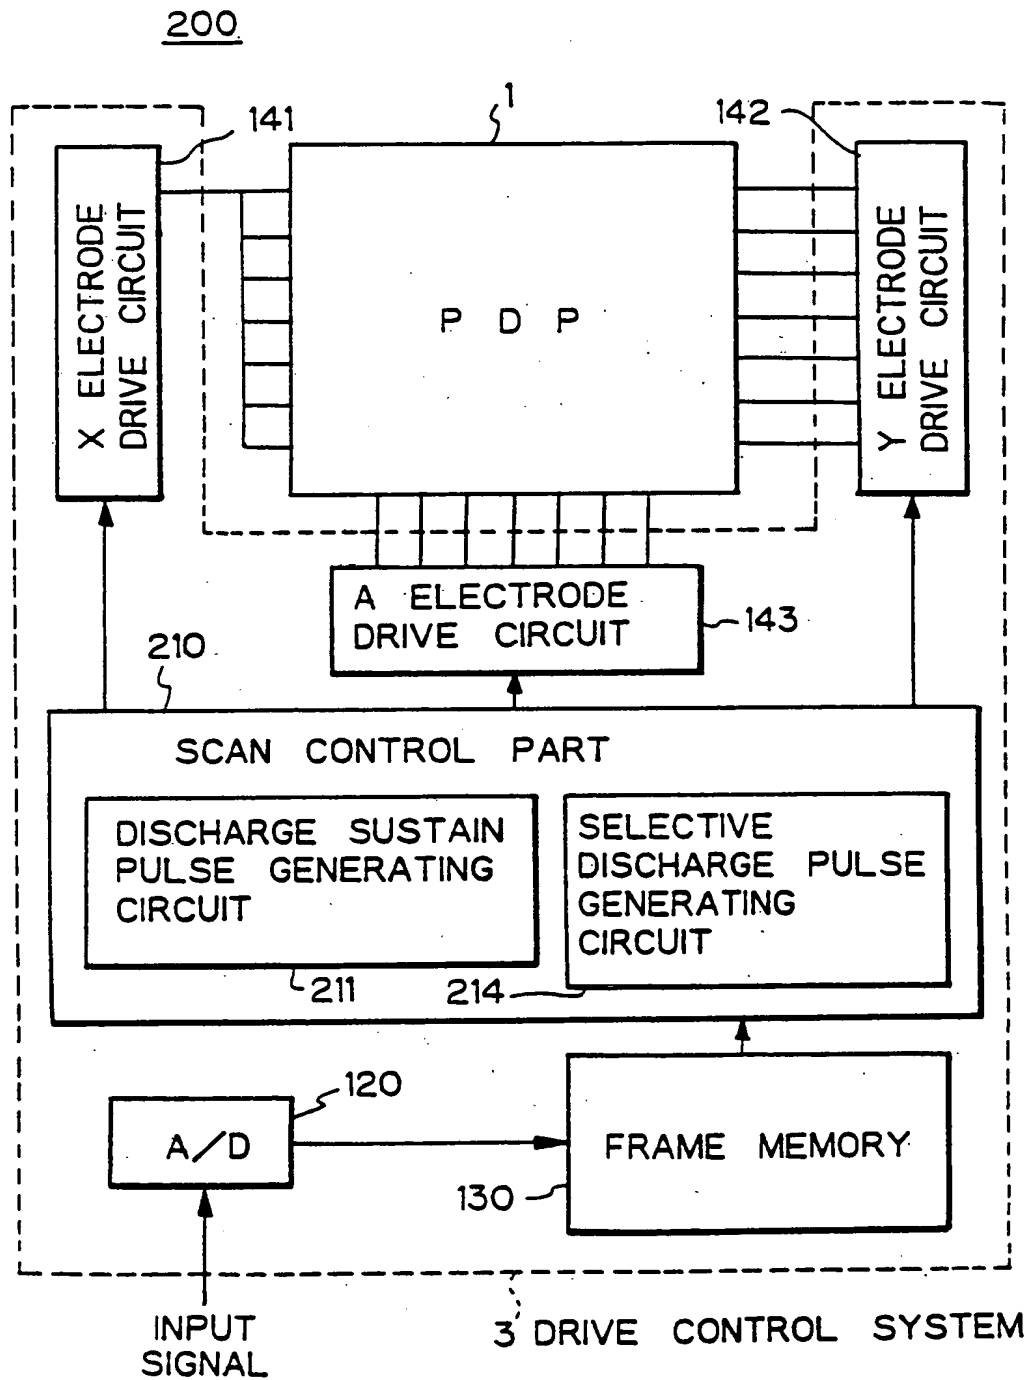 200
141
1
142
X ELECTRODE
DRIVE CIRCUIT
P D P
Y ELECTRODE
DRIVE CIRCUIT
A ELECTRODE
DRIVE CIRCUIT
143
210
SCAN CONTROL PART
DISCHARGE SUSTAIN
PULSE GENERATING
CIRCUIT
SELECTIVE
DISCHARGE PULSE
GENERATING
CIRCUIT
211
214
120
A/D
FRAME MEMORY
130
INPUT
SIGNAL
3 DRIVE CONTROL SYSTEM